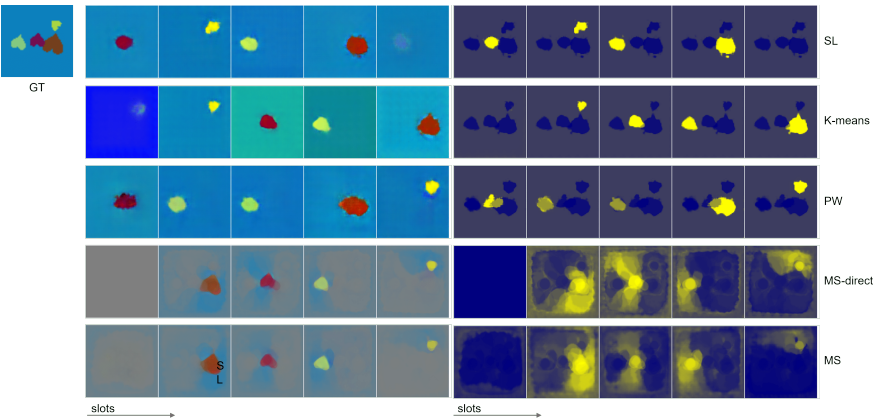 GT
SL
K-means
PW
MS-direct
S
L
MS
slots
slots